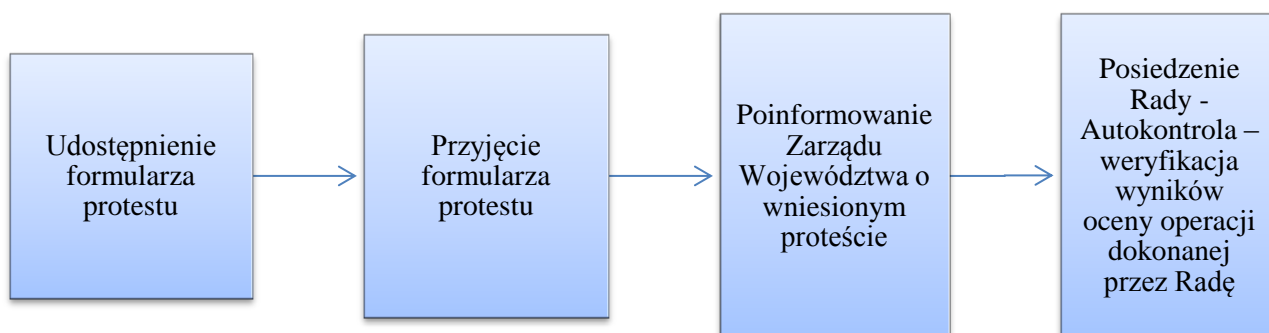 Udostępnienie
formularza
protestu
Przyjęcie
formularza
protestu
Poinformowanie
Zarządu
Województwa o
wniesionym
proteście
Posiedzenie
Rady -
Autokontrola –
weryfikacja
wyników
oceny operacji
dokonanej
przez Radę